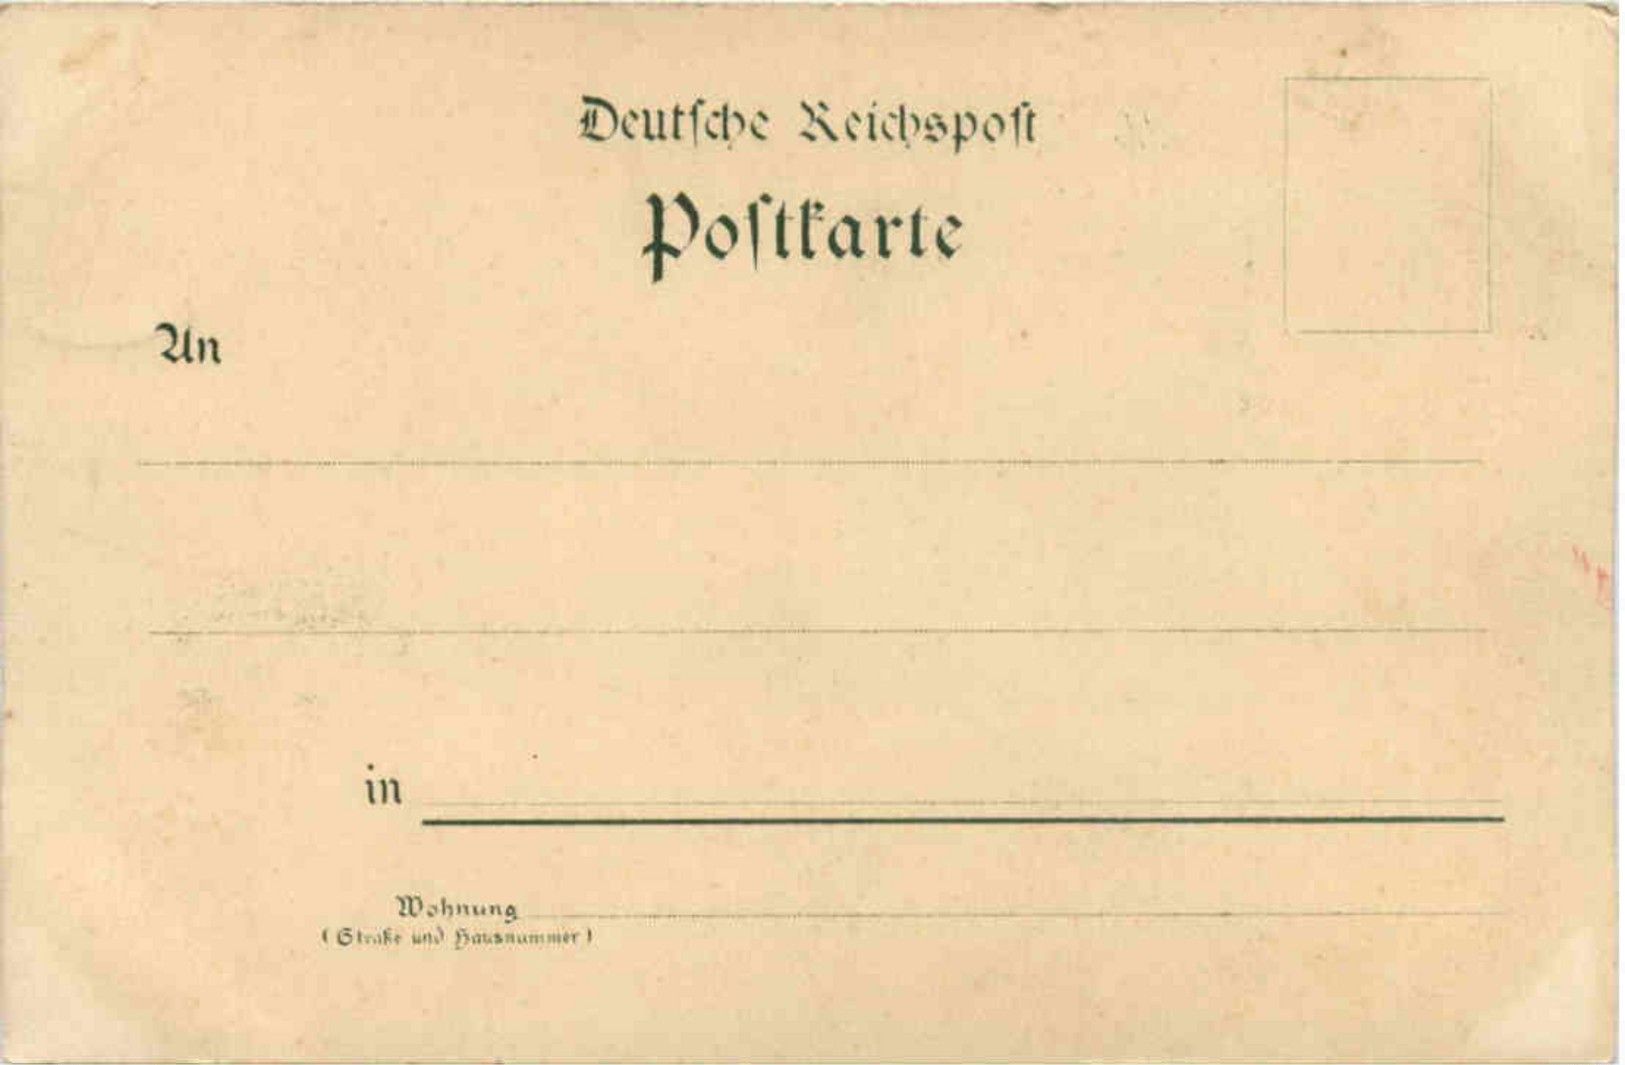 Deutſche Reichspoſt
Poſtkarte
An
in
Wohnung
(Straße und Hausnummer)